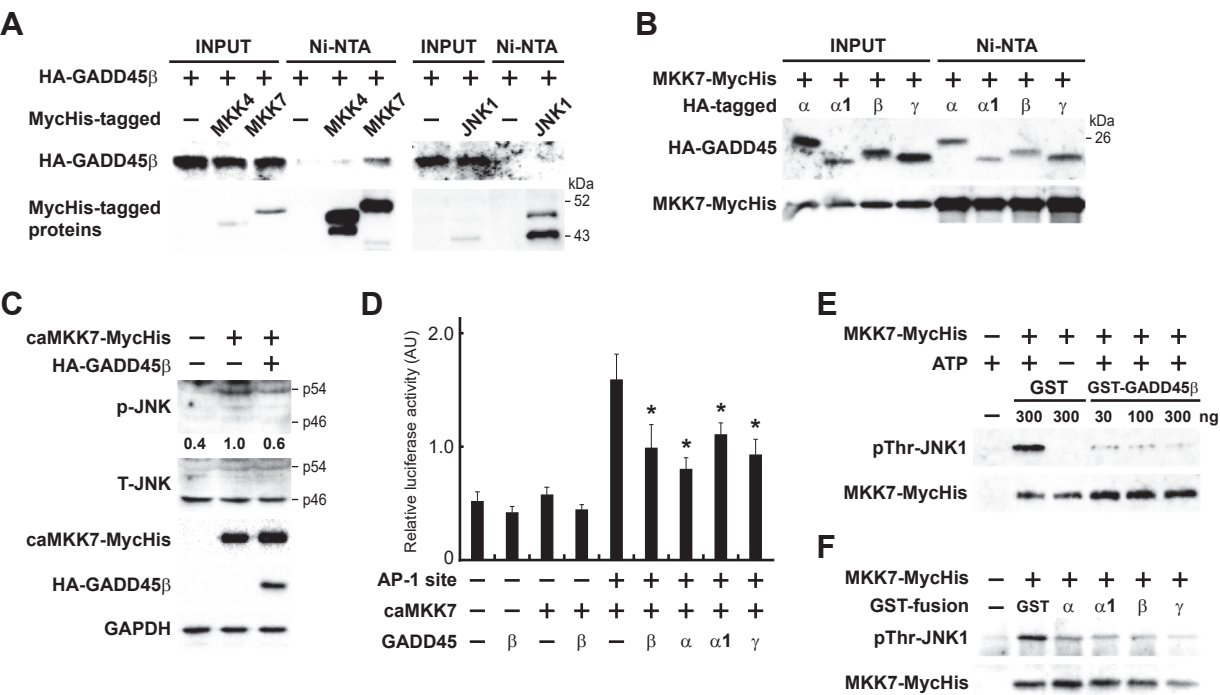 A
INPUT Ni-NTA INPUT Ni-NTA
HA-GADD45β + + + + + + + + + +
MycHis-tagged − MKK4 MKK7 − MKK4 MKK7 − JNK1 − JNK1
HA-GADD45β
kDa
MycHis-tagged proteins
52
43
B
INPUT Ni-NTA
MKK7-MycHis + + + + + + + +
HA-tagged α α1 β γ α α1 β γ
kDa
HA-GADD45 26
MKK7-MycHis
C
caMKK7-MycHis − + +
HA-GADD45β − − +
p-JNK
p54
p46
0.4 1.0 0.6
T-JNK
p54
p46
caMKK7-MycHis
HA-GADD45β
GAPDH
D
Relative luciferase activity (AU)
2.0
1.0
0
* * * *
AP-1 site − − − − + + + + +
caMKK7 − − + + + + + + +
GADD45 − β − β − β α α1 γ
E
MKK7-MycHis − + + + + +
ATP + + − + + +
GST GST-GADD45β
− 300 300 30 100 300 ng
pThr-JNK1
MKK7-MycHis
F
MKK7-MycHis − + + + + +
GST-fusion − GST α α1 β γ
pThr-JNK1
MKK7-MycHis